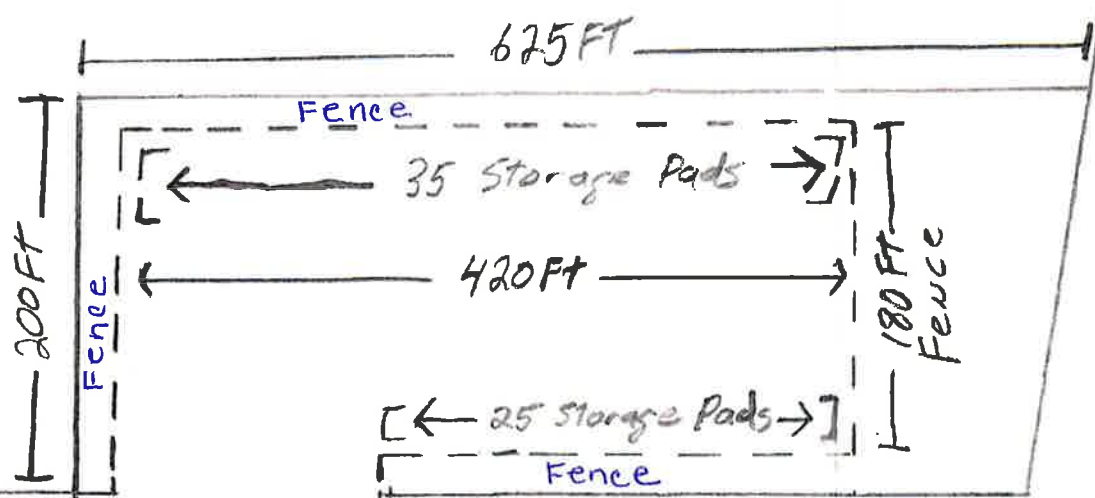 625 FT
Fence
35 Storage Pads
200 Ft
420 Ft
180 Ft
Fence
Fence
25 Storage Pads
Fence